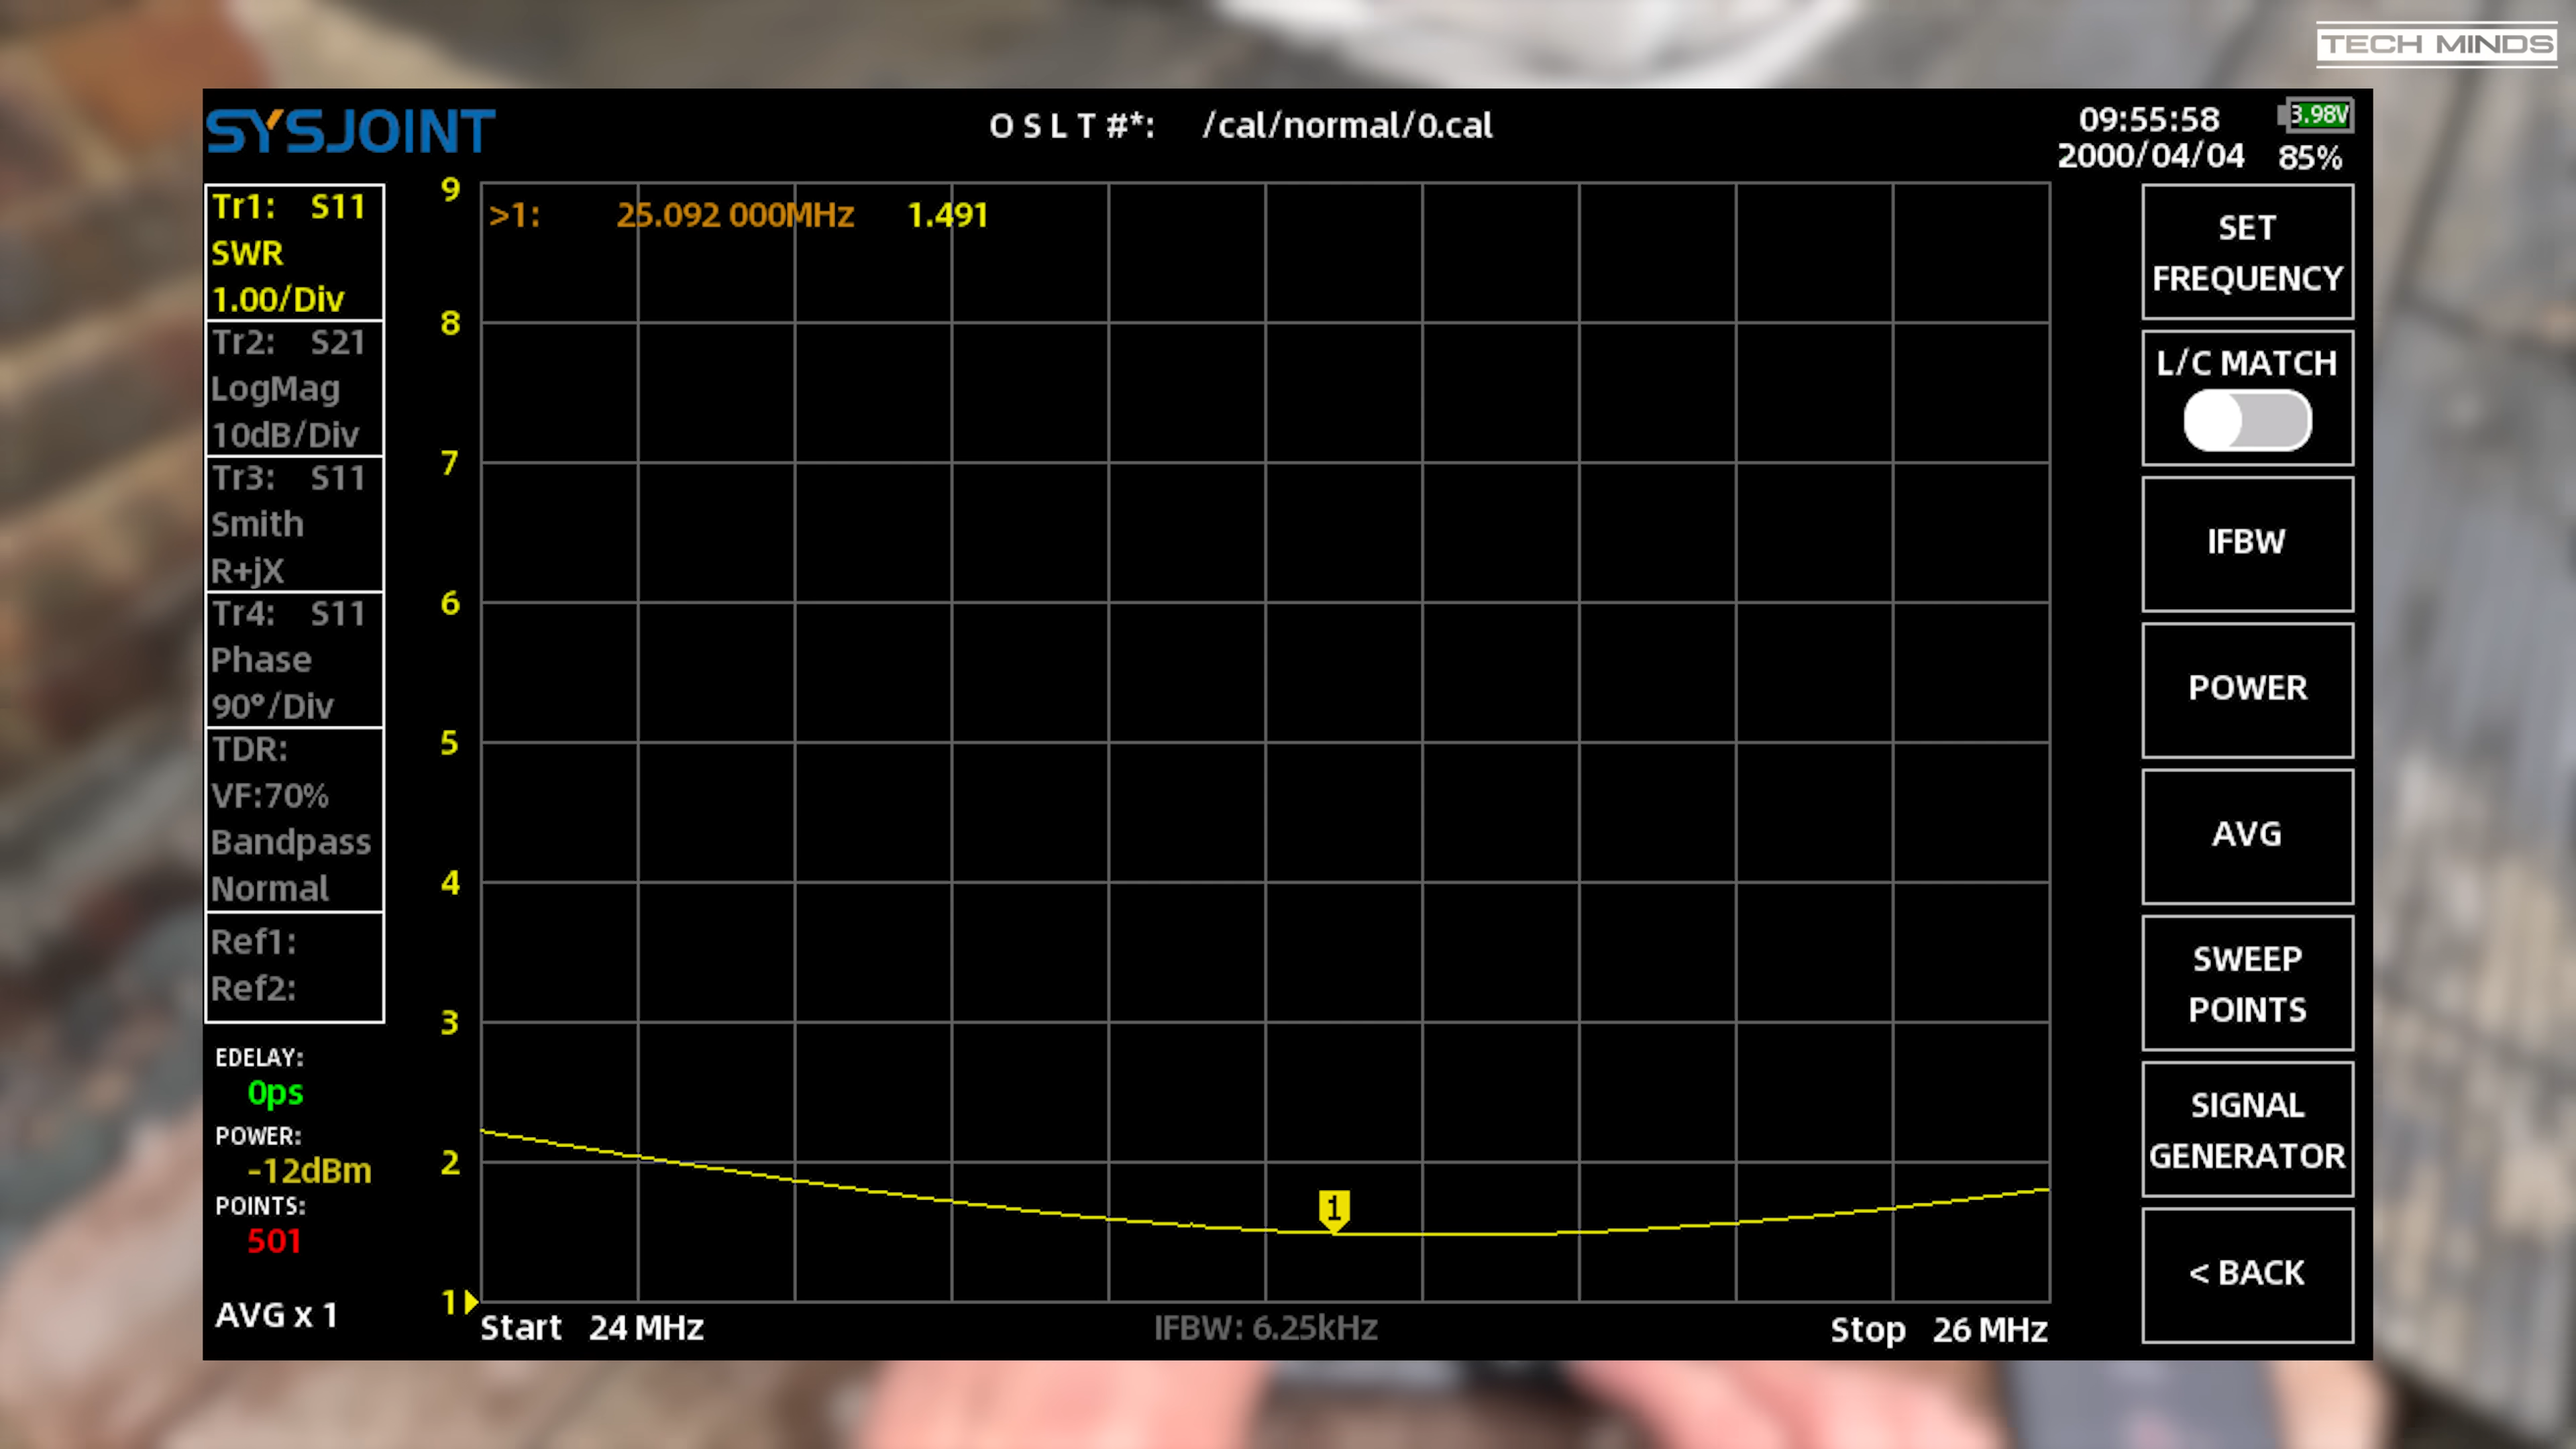 TECH MINDS
SYSJOINT
O S L T #*: /cal/normal/0.cal
09:55:58
3.98V
2000/04/04
85%
Tr1: S11
SWR
1.00/Div
Tr2: S21
LogMag
10dB/Div
Tr3: S11
Smith
R+jX
Tr4: S11
Phase
90°/Div
TDR:
VF:70%
Bandpass
Normal
Ref1:
Ref2:
EDELAY:
0ps
POWER:
-12dBm
POINTS:
501
AVG x 1
9
8
7
6
5
4
3
2
1
>1: 25.092 000MHz 1.491
1
Start 24 MHz
IFBW: 6.25kHz
Stop 26 MHz
SET
FREQUENCY
L/C MATCH
IFBW
POWER
AVG
SWEEP
POINTS
SIGNAL
GENERATOR
< BACK